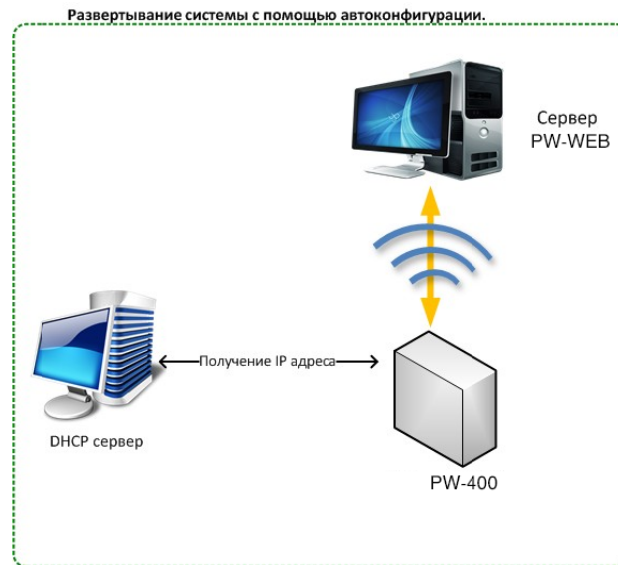 Развертывание системы с помощью автоконфигурации.
Сервер
PW-WEB
Получение IP адреса
DHCP сервер
PW-400